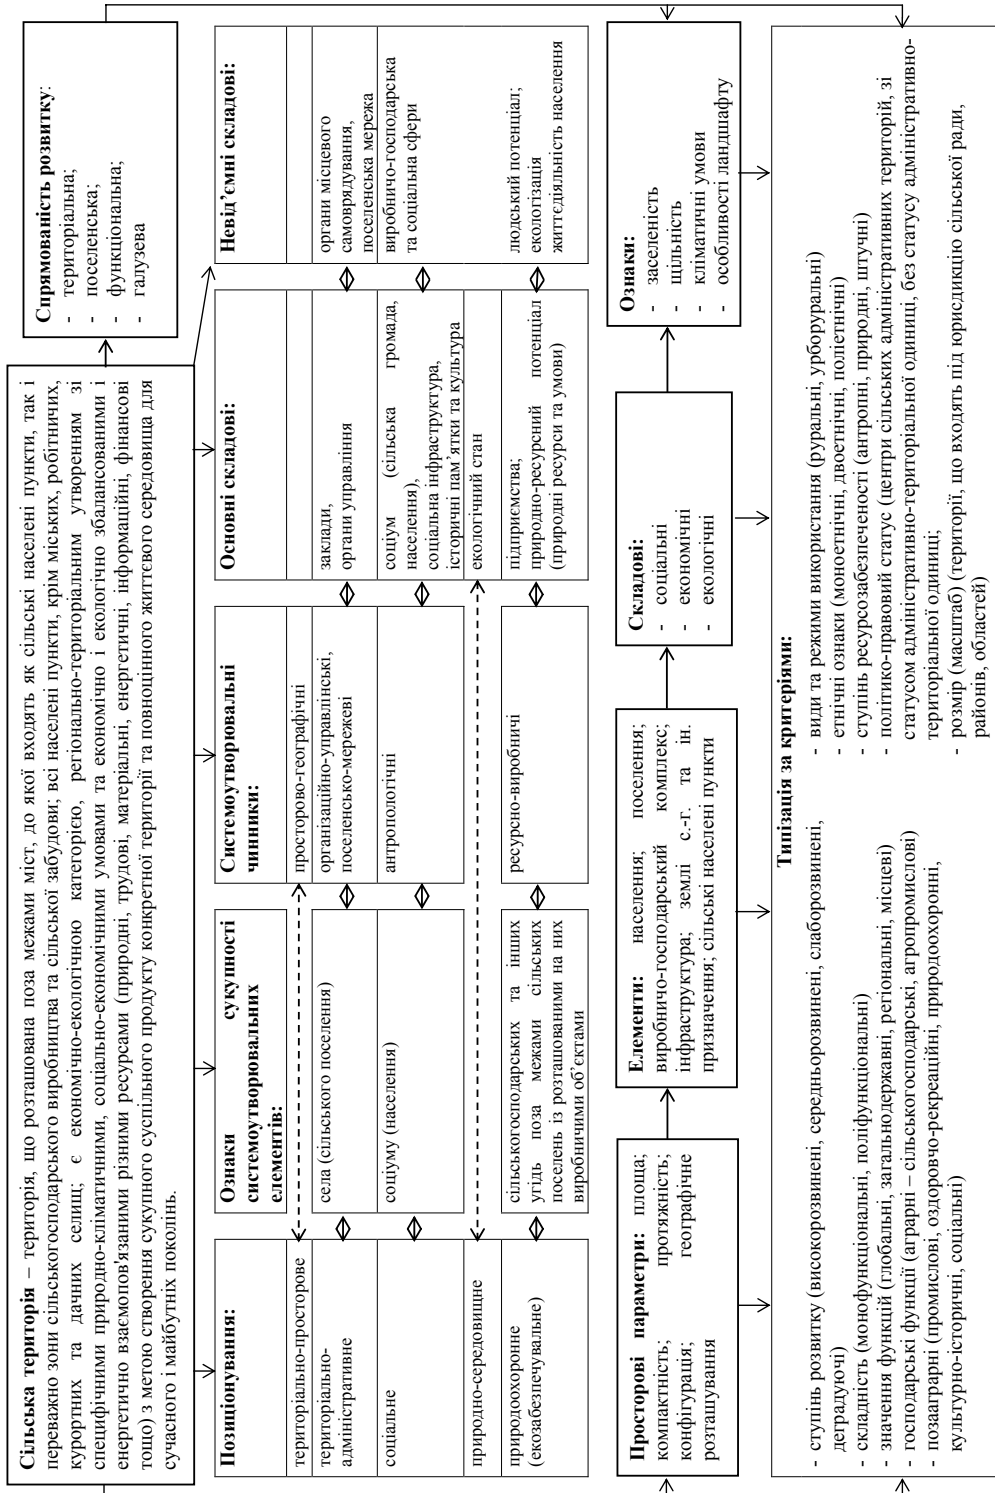 Сільська територія – територія, що розташована поза межами міст, до якої входять як сільські населені пункти, так і
переважно зони сільськогосподарського виробництва та сільської забудови; всі населені пункти, крім міських, робітничих,
курортних та дачних селищ; є економічно-екологічною категорією, регіонально-територіальним утворенням зі
специфічними природно-кліматичними, соціально-економічними умовами та економічно і екологічно збалансованими і
енергетично взаємопов'язаними різними ресурсами (природні, трудові, матеріальні, енергетичні, інформаційні, фінансові
тощо) з метою створення сукупного суспільного продукту конкретної території та повноцінного життєвого середовища для
сучасного і майбутніх поколінь.
Спрямованість розвитку:
- територіальна;
- поселенська;
- функціональна;
- галузева
Позиціонування:
територіально-просторове
територіально-
адміністративне
соціальне
природно-середовищне
природоохоронне
(екозабезпечувальне)
Ознаки сукупності
системоутворювальних
елементів:
села (сільського поселення)
соціуму (населення)
сільськогосподарських та інших
угідь поза межами сільських
поселень із розташованими на них
виробничими об’єктами
Системоутворювальні
чинники:
просторово-географічні
організаційно-управлінські,
поселенсько-мережеві
антропологічні
ресурсно-виробничі
Основні складові:
заклади,
органи управління
соціум (сільська громада,
населення),
соціальна інфраструктура,
історичні пам’ятки та культура
екологічний стан
підприємства;
природно-ресурсний потенціал
(природні ресурси та умови)
Невід’ємні складові:
органи місцевого
самоврядування,
поселенська мережа
виробничо-господарська
та соціальна сфери
людський потенціал;
екологізація
життєдіяльність населення
Просторові параметри: площа;
компактність; протяжність;
конфігурація; географічне
розташування
Елементи: населення; поселення;
виробничо-господарський комплекс;
інфраструктура; землі с.-г. та ін.
призначення; сільські населені пункти
Складові:
- соціальні
- економічні
- екологічні
Ознаки:
- заселеність
- щільність
- кліматичні умови
- особливості ландшафту
Типізація за критеріями:
- ступінь розвитку (високорозвинені, середньорозвинені, слаборозвинені,
деградуючі)
- складність (монофункціональні, поліфункціональні)
- значення функцій (глобальні, загальнодержавні, регіональні, місцеві)
- господарські функції (аграрні – сільськогосподарські, агропромислові)
- позааграрні (промислові, оздоровчо-рекреаційні, природоохоронні,
культурно-історичні, соціальні)
- види та режими використання (руральні, урборуральні)
- етнічні ознаки (моноетнічні, двоетнічні, поліетнічні)
- ступінь ресурсозабезпеченості (антропні, природні, штучні)
- політико-правовий статус (центри сільських адміністративних територій, зі
статусом адміністративно-територіальної одиниці, без статусу адміністративно-
територіальної одиниці;
- розмір (масштаб) (території, що входять під юрисдикцію сільської ради,
районів, областей)